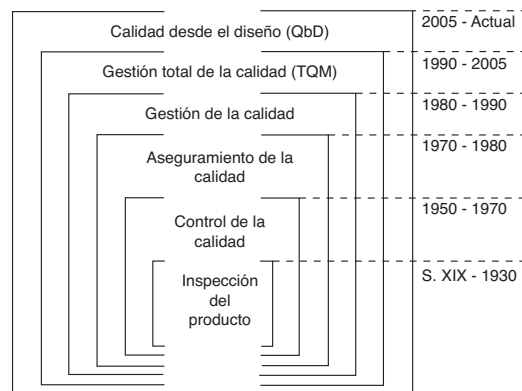 Calidad desde el diseño (QbD)
2005 - Actual
Gestión total de la calidad (TQM)
1990 - 2005
Gestión de la calidad
1980 - 1990
Aseguramiento de la
calidad
1970 - 1980
Control de la
calidad
1950 - 1970
Inspección
del
producto
S. XIX - 1930